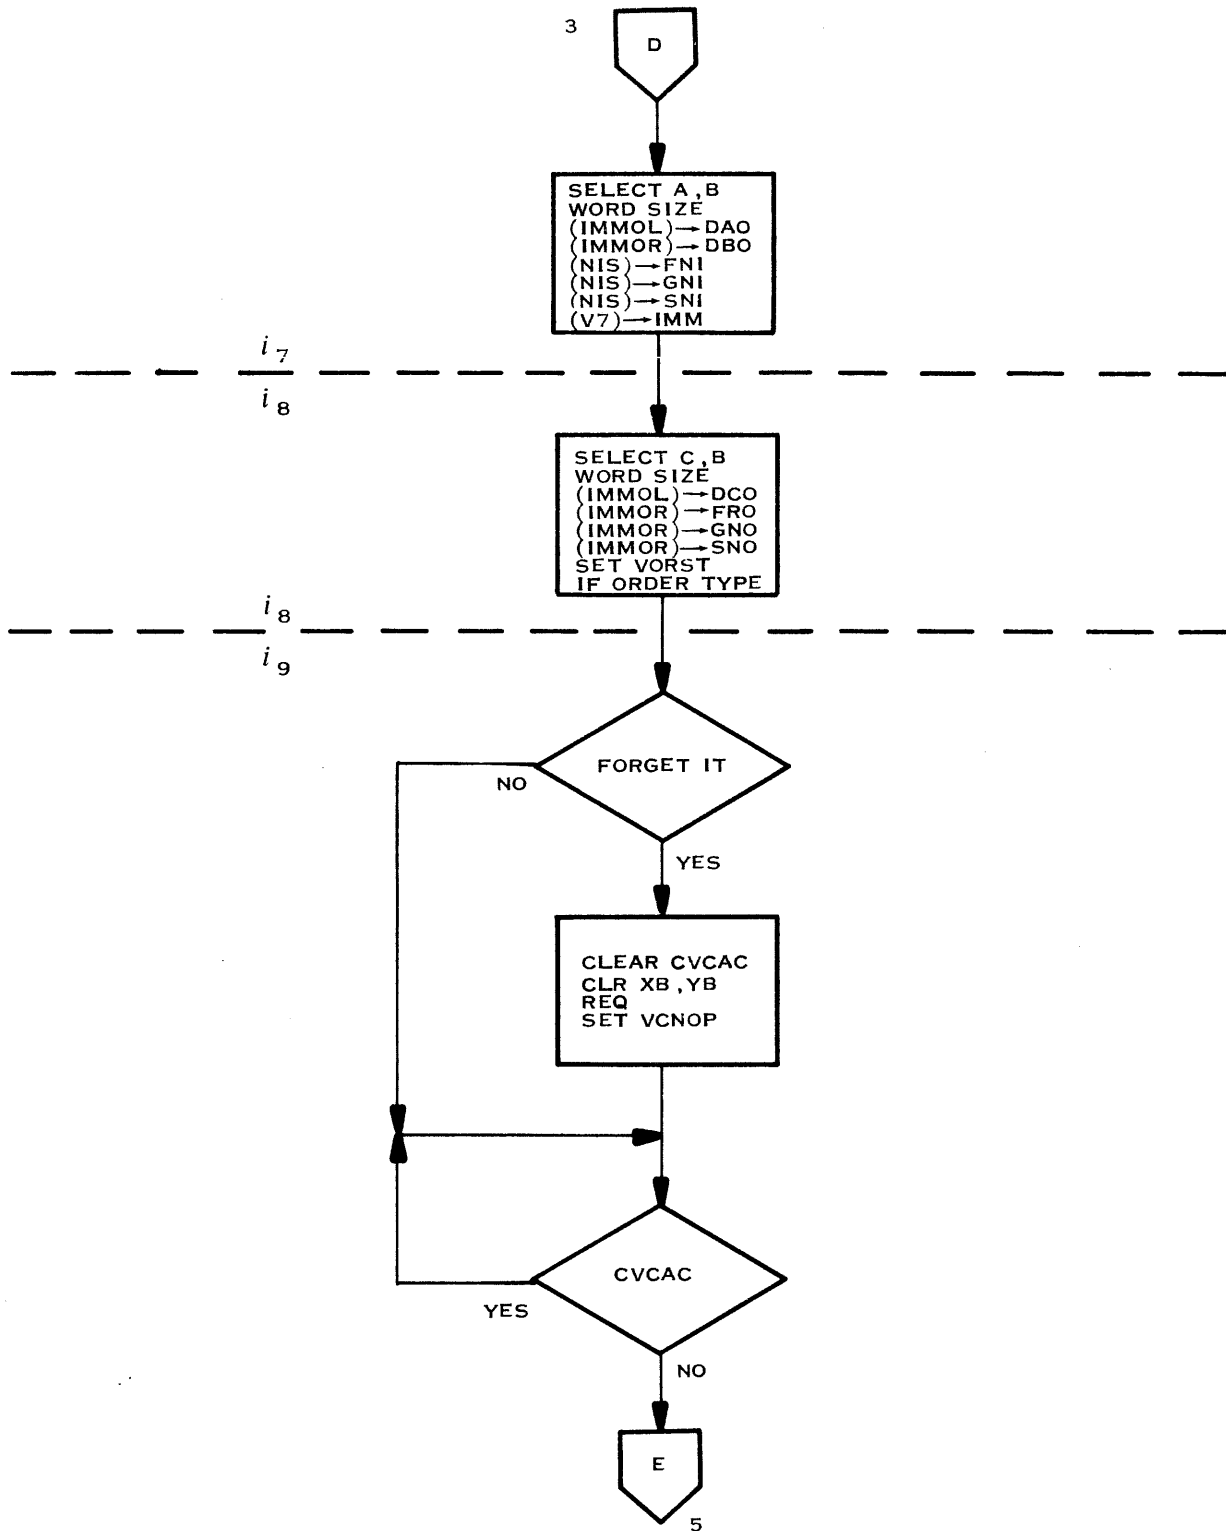 3
D
SELECT A,B
WORD SIZE
(IMMOL)→DAO
(IMMOR)→DBO
(NIS)→FNI
(NIS)→GNI
(NIS)→SNI
(V7)→IMM
i7
i8
SELECT C,B
WORD SIZE
(IMMOL)→DCO
(IMMOR)→FRO
(IMMOR)→GNO
(IMMOR)→SNO
SET VORST
IF ORDER TYPE
i8
i9
FORGET IT
NO
YES
CLEAR CVCAC
CLR XB,YB
REQ
SET VCNOP
CVCAC
YES
NO
E
5